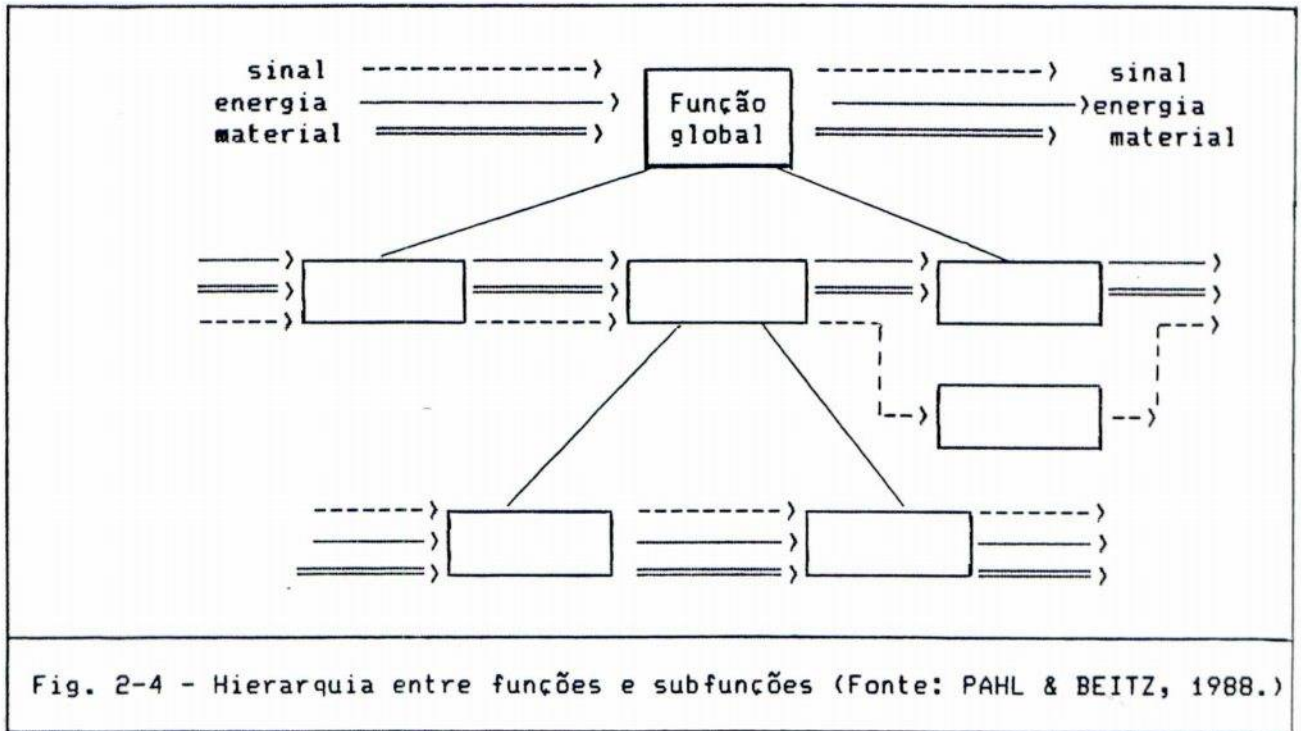 sinal
energia
material
Função
global
sinal
energia
material
Fig. 2-4 - Hierarquia entre funções e subfunções (Fonte: PAHL & BEITZ, 1988.)